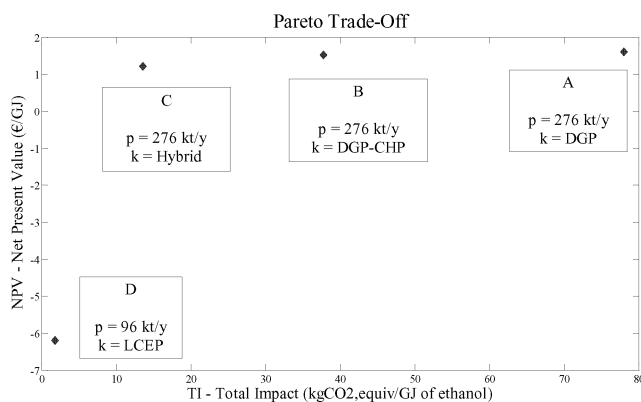 Pareto Trade-Off
NPV - Net Present Value (€/GJ)
2
1
0
-1
-2
-3
-4
-5
-6
-7
C
p = 276 kt/y
k = Hybrid
B
p = 276 kt/y
k = DGP-CHP
A
p = 276 kt/y
k = DGP
D
p = 96 kt/y
k = LCEP
0 10 20 30 40 50 60 70 80
TI - Total Impact (kgCO2,equiv/GJ of ethanol)